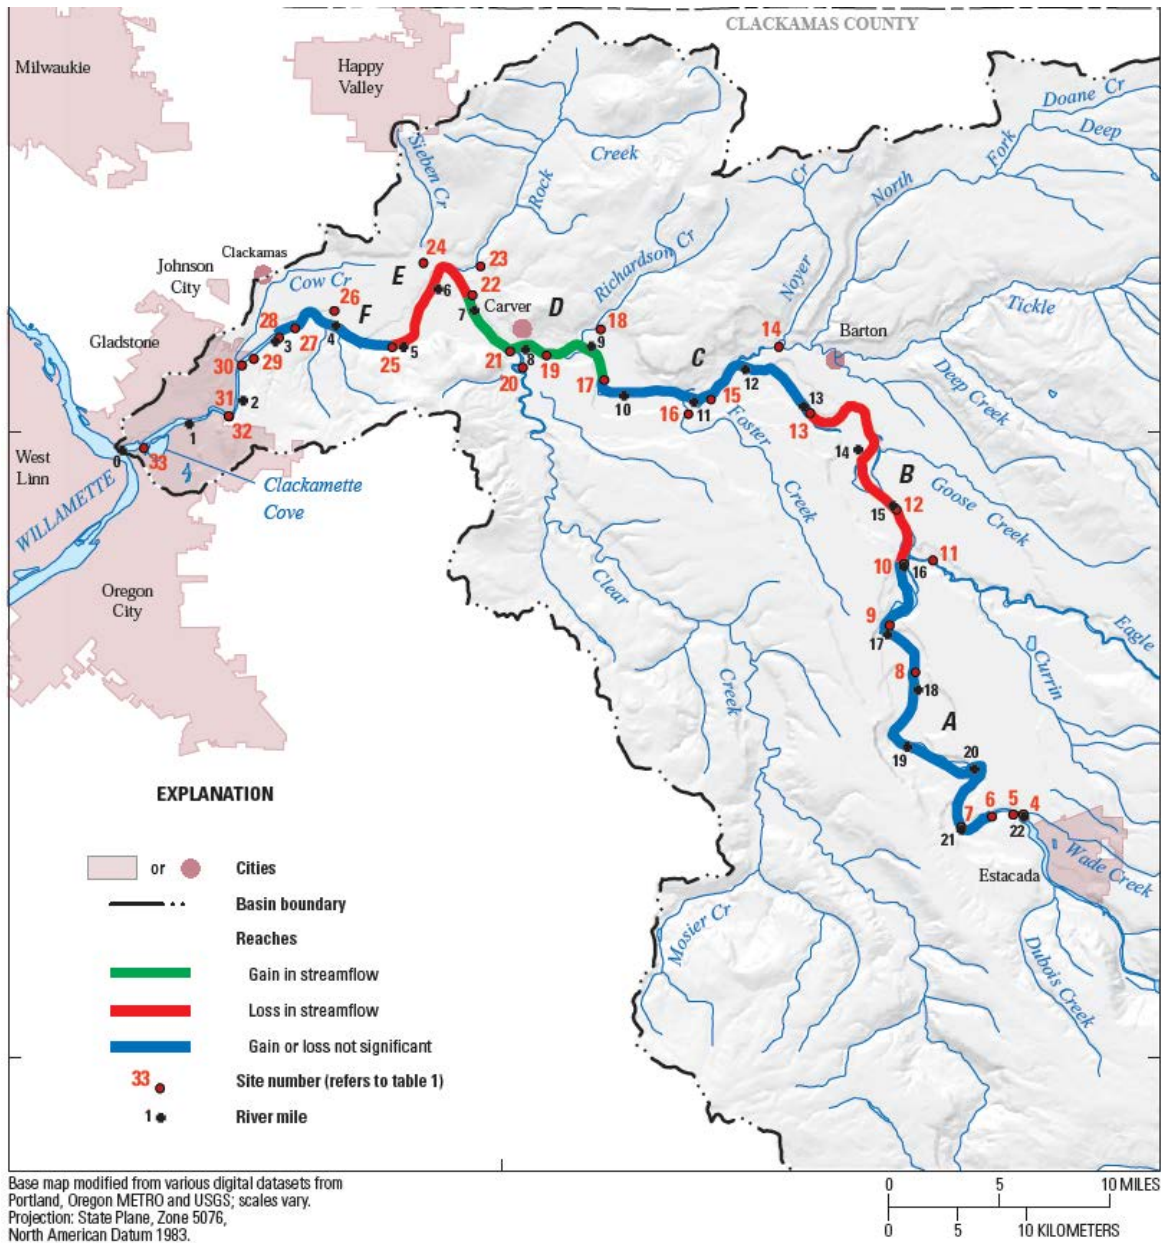 CLACKAMAS COUNTY
Milwaukie
Happy
Valley
Doane Cr
Deep
Fork
North
Sieben Cr
Creek
Rock
Cr
Noyer
Richardson Cr
Tickle
Johnson
City
Clackamas
Cow Cr
24
23
E
6
22
26
F
7
Carver
D
18
14
Barton
Gladstone
28
3
27
4
25
5
21
8
19
9
20
30
29
31
2
32
1
0
33
17
10
C
12
16
11
15
13
13
Foster
Creek
Deep Creek
West
Linn
WILLAMETTE
Clackamette
Cove
14
B
15
12
Goose Creek
10
16
11
Oregon
City
Clear
Creek
9
17
8
18
Eagle
Currin
A
19
20
7
21
6
5
4
22
Estacada
Wade Creek
Mosier Cr
Dubois Creek
EXPLANATION
or
Cities
Basin boundary
Reaches
Gain in streamflow
Loss in streamflow
Gain or loss not significant
33
Site number (refers to table 1)
1
River mile
Base map modified from various digital datasets from
Portland, Oregon METRO and USGS; scales vary.
Projection: State Plane, Zone 5076,
North American Datum 1983.
0 5 10 MILES
0 5 10 KILOMETERS